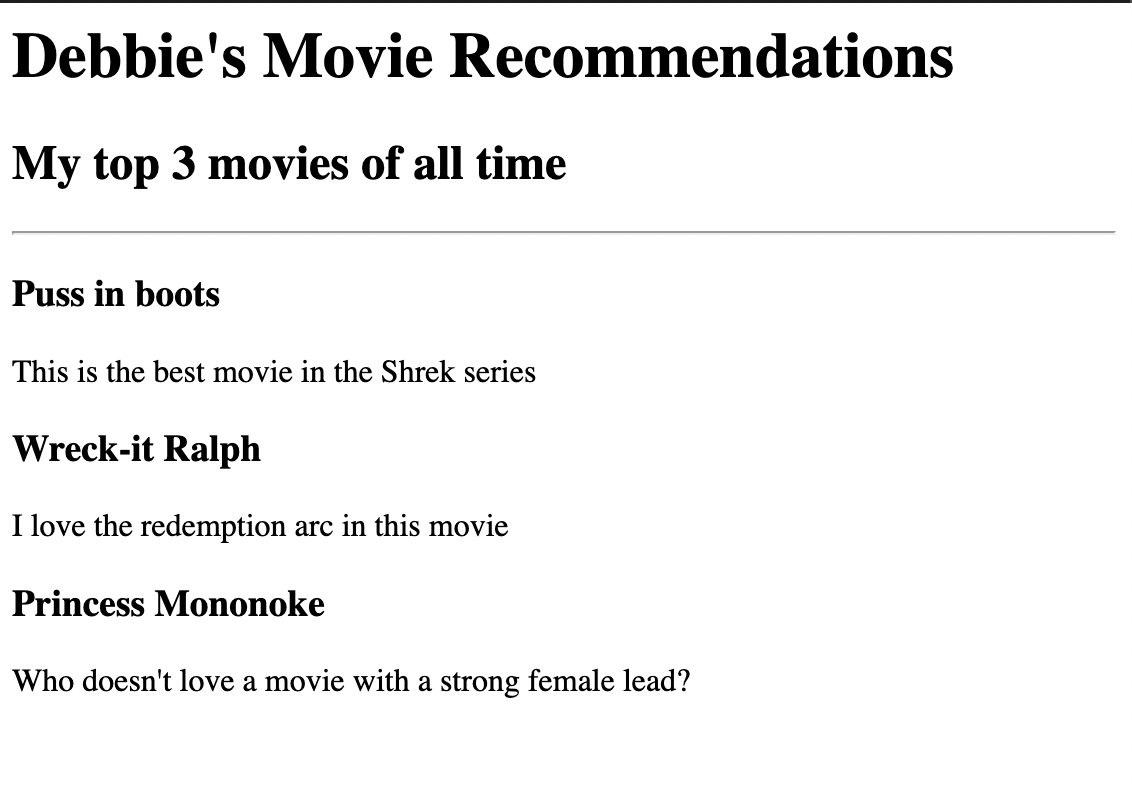 Debbie's Movie Recommendations
My top 3 movies of all time
Puss in boots
This is the best movie in the Shrek series
Wreck-it Ralph
I love the redemption arc in this movie
Princess Mononoke
Who doesn't love a movie with a strong female lead?